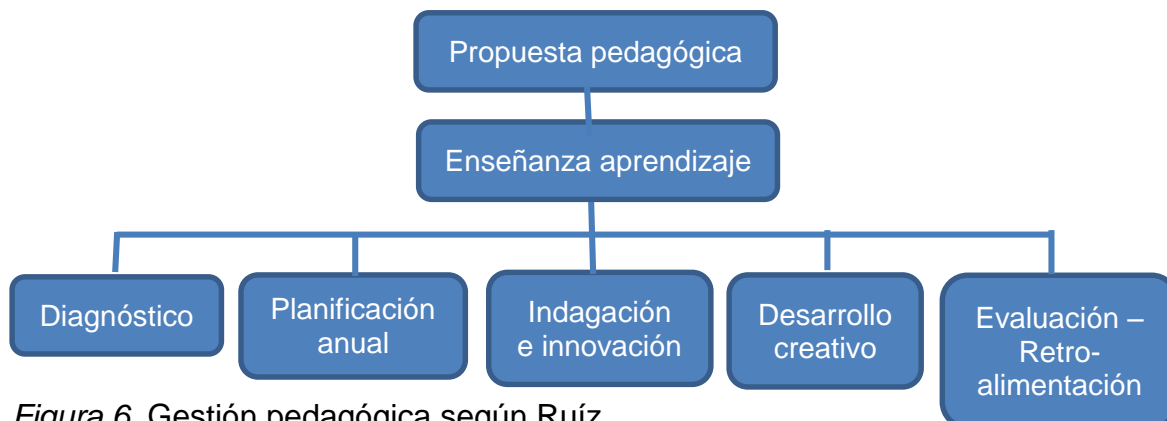 Propuesta pedagógica
Enseñanza aprendizaje
Diagnóstico
Planificación
anual
Indagación
e innovación
Desarrollo
creativo
Evaluación –
Retro-
alimentación
Figura 6. Gestión pedagógica según Ruíz